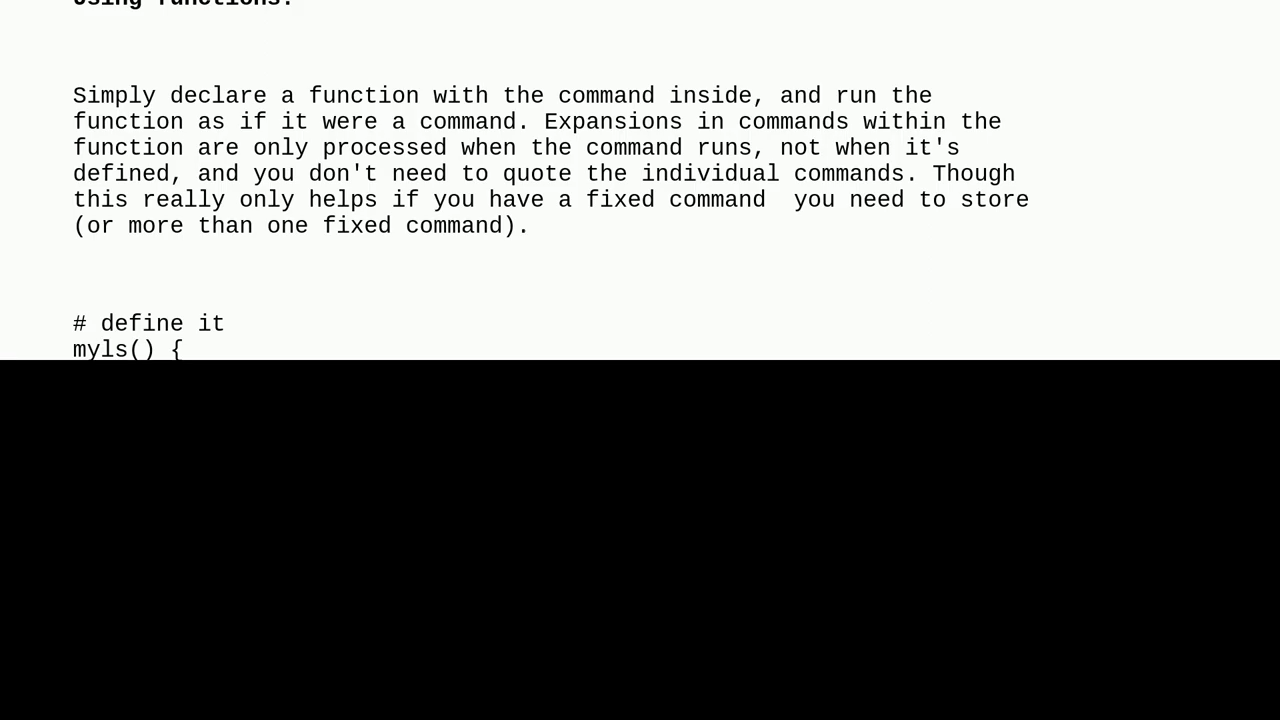 Using functions:
Simply declare a function with the command inside, and run the
function as if it were a command. Expansions in commands within the
function are only processed when the command runs, not when it's
defined, and you don't need to quote the individual commands. Though
this really only helps if you have a fixed command  you need to store
(or more than one fixed command).
# define it
myls() {